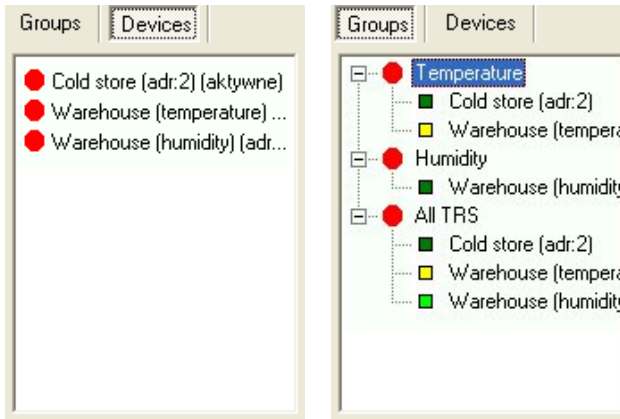 Groups Devices
Cold store (adr:2) (aktywne)
Warehouse (temperature) ...
Warehouse (humidity) (adr...
Groups Devices
Temperature
Cold store (adr:2)
Warehouse (tempera
Humidity
Warehouse (humidity
All TRS
Cold store (adr:2)
Warehouse (tempera
Warehouse (humidity